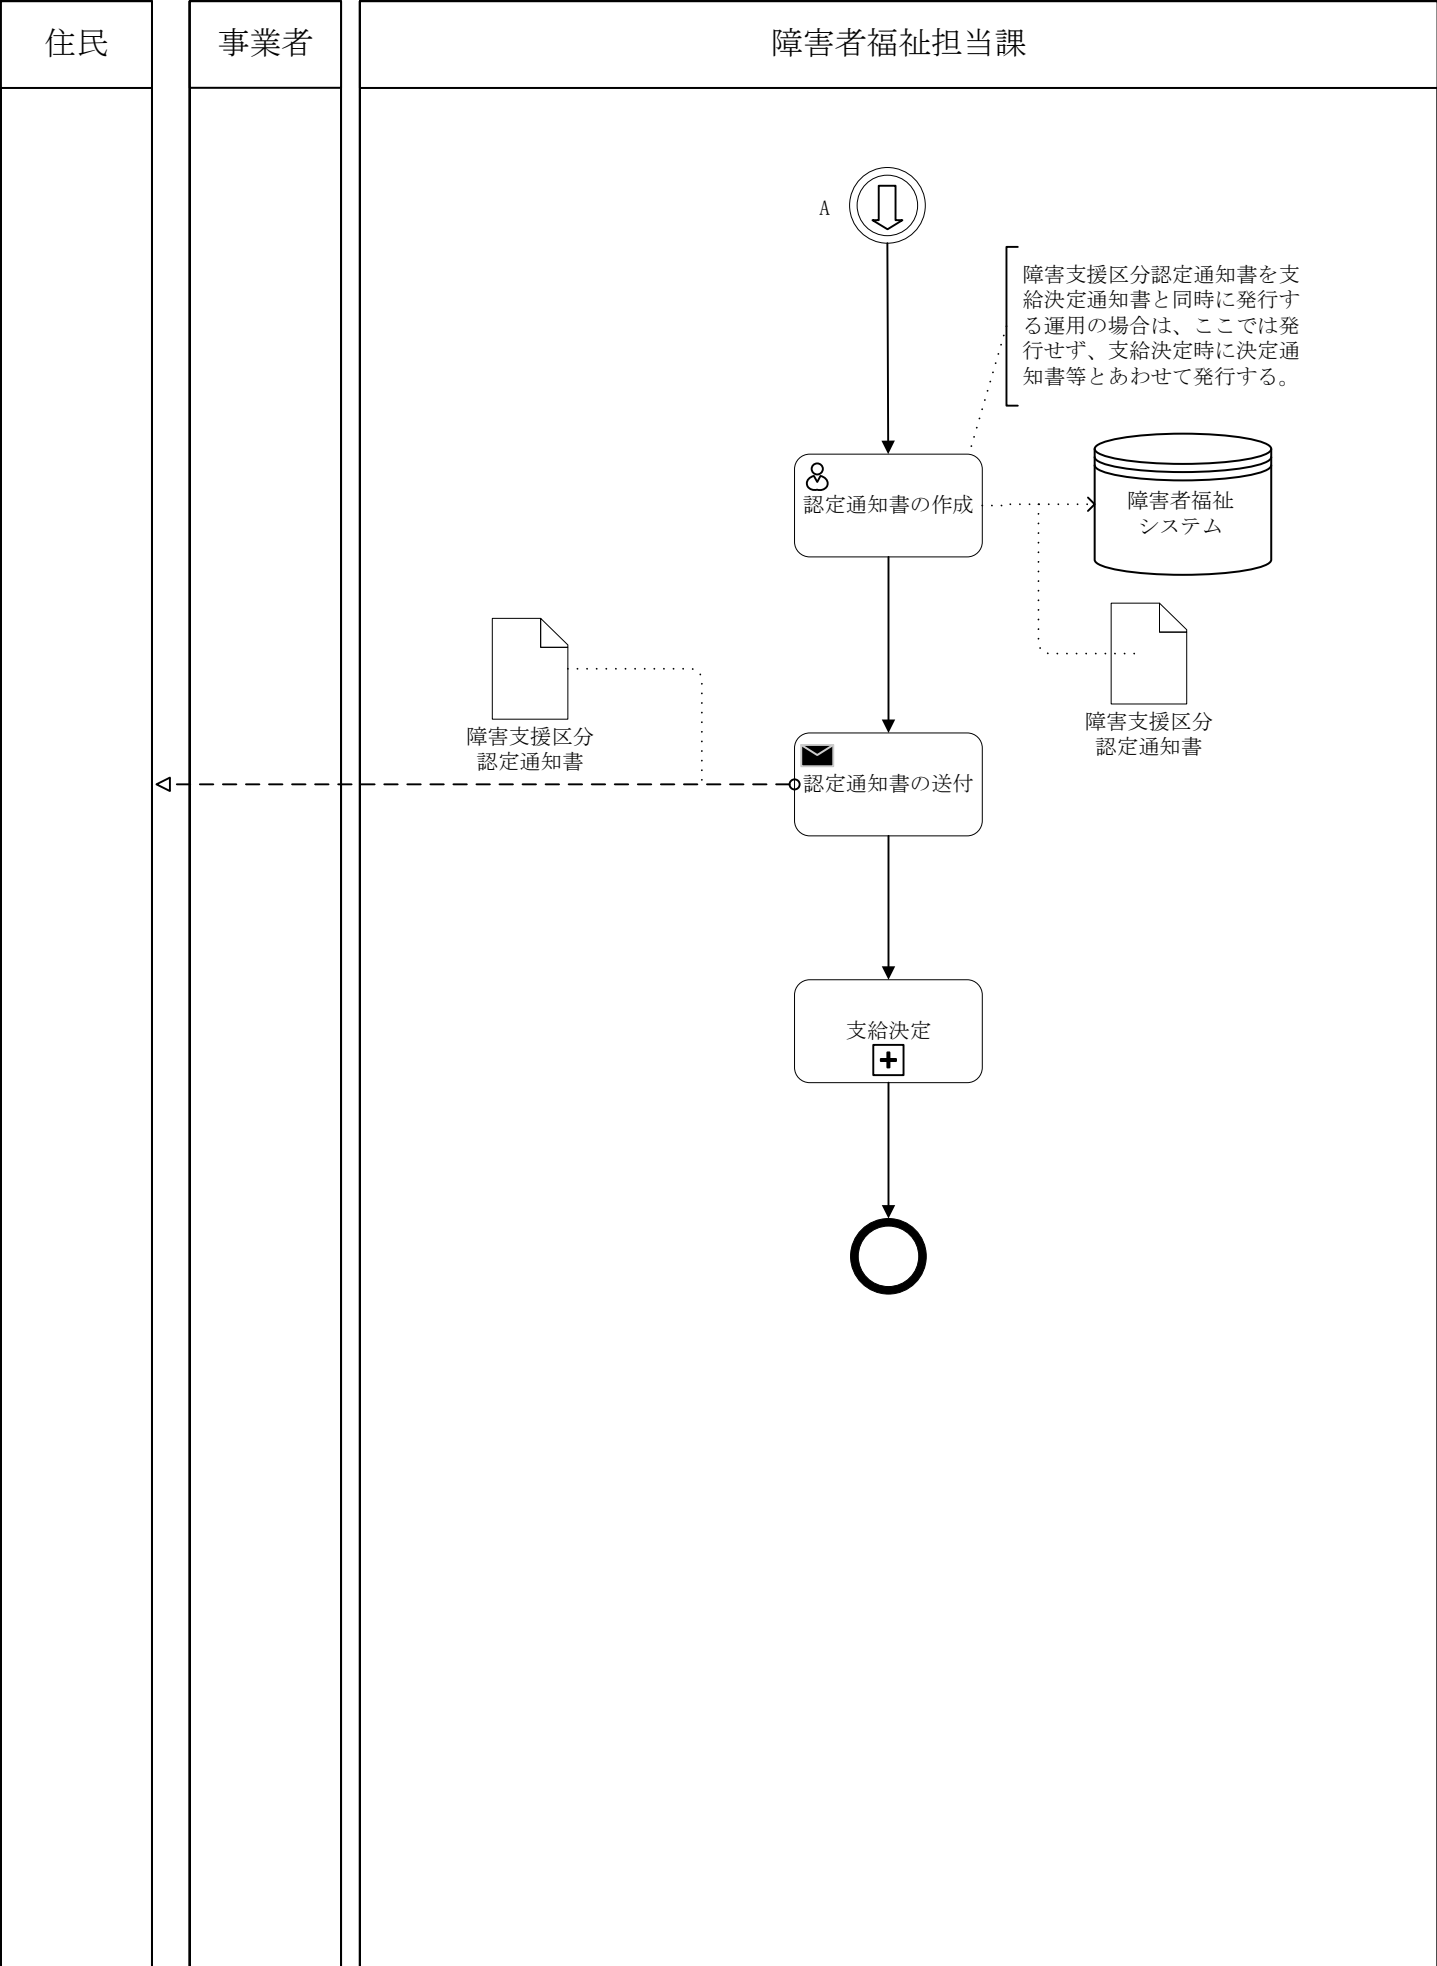 住民
事業者
障害者福祉担当課
A
障害支援区分認定通知書を支
給決定通知書と同時に発行す
る運用の場合は、ここでは発
行せず、支給決定時に決定通
知書等とあわせて発行する。
認定通知書の作成
障害者福祉
システム
障害支援区分
認定通知書
障害支援区分
認定通知書
認定通知書の送付
支給決定